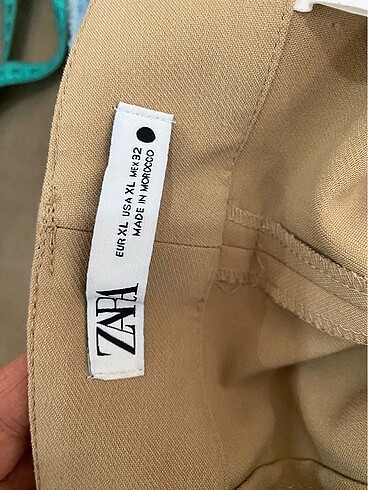 ZARA
EUR XL USA XL MEX 32
MADE IN MOROCCO